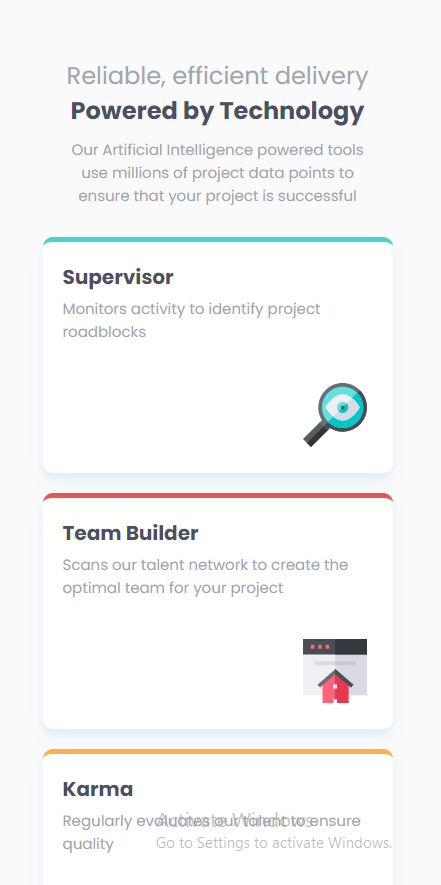 Reliable, efficient delivery
Powered by Technology
Our Artificial Intelligence powered tools
use millions of project data points to
ensure that your project is successful
Supervisor
Monitors activity to identify project
roadblocks
Team Builder
Scans our talent network to create the
optimal team for your project
Karma
Regularly evaluates our talent to ensure
quality
Activate Windows
Go to Settings to activate Windows.